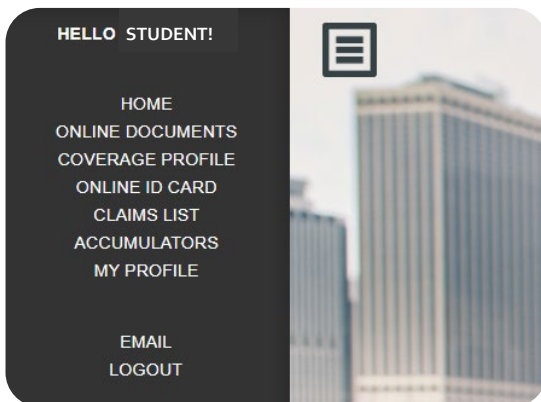 HELLO STUDENT!
HOME
ONLINE DOCUMENTS
COVERAGE PROFILE
ONLINE ID CARD
CLAIMS LIST
ACCUMULATORS
MY PROFILE
EMAIL
LOGOUT